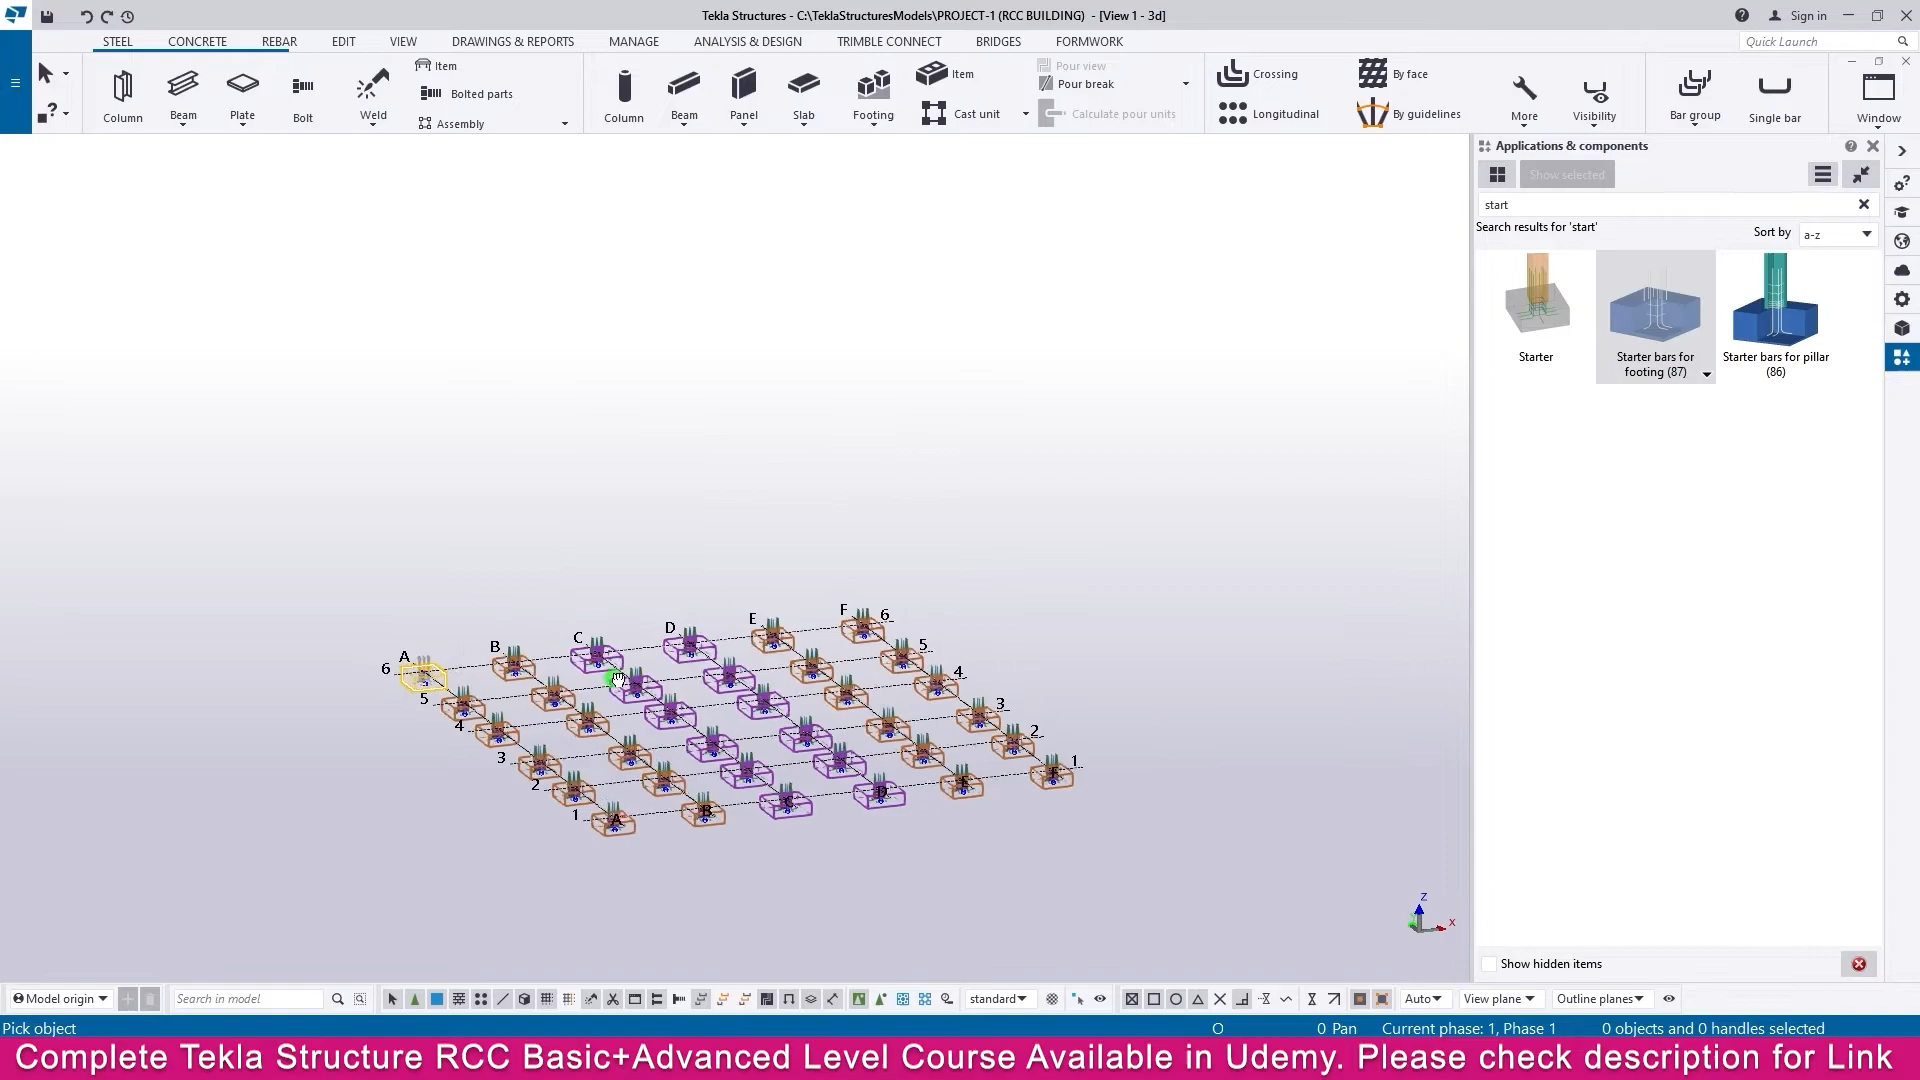 Tekla Structures - C:\TeklaStructuresModels\PROJECT-1 (RCC BUILDING) - [View 1 - 3d]
Sign in
STEEL CONCRETE REBAR EDIT VIEW DRAWINGS & REPORTS MANAGE ANALYSIS & DESIGN TRIMBLE CONNECT BRIDGES FORMWORK
Quick Launch
Column Beam Plate Bolt Weld
Item
Bolted parts
Assembly
Column Beam Panel Slab Footing
Item
Cast unit
Pour view
Pour break
Calculate pour units
Crossing
Longitudinal
By face
By guidelines
More Visibility Bar group Single bar Window
Applications & components
Show selected
start
Search results for 'start'
Sort by a-z
Starter
Starter bars for
footing (87)
Starter bars for pillar
(86)
F 6
E
D
C
B
A
6
5
4
3
2
1
5
4
3
2
1
A B C D E F
Z
X
Show hidden items
Model origin Search in model standard Auto View plane Outline planes
Pick object O 0 Pan Current phase: 1, Phase 1 0 objects and 0 handles selected
Complete Tekla Structure RCC Basic+Advanced Level Course Available in Udemy. Please check description for Link